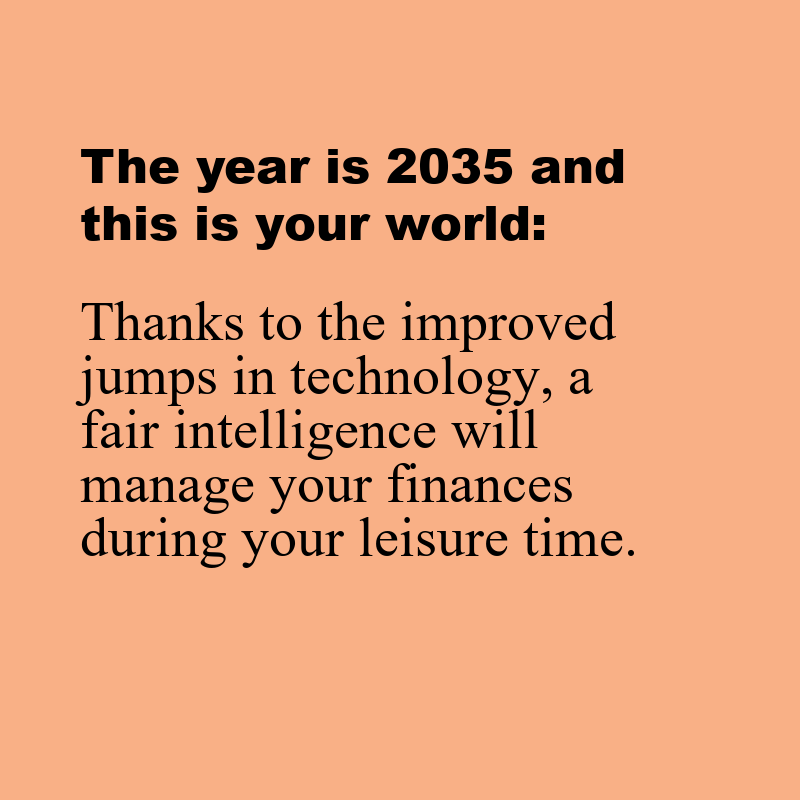 The year is 2035 and
this is your world:
Thanks to the improved
jumps in technology, a
fair intelligence will
manage your finances
during your leisure time.